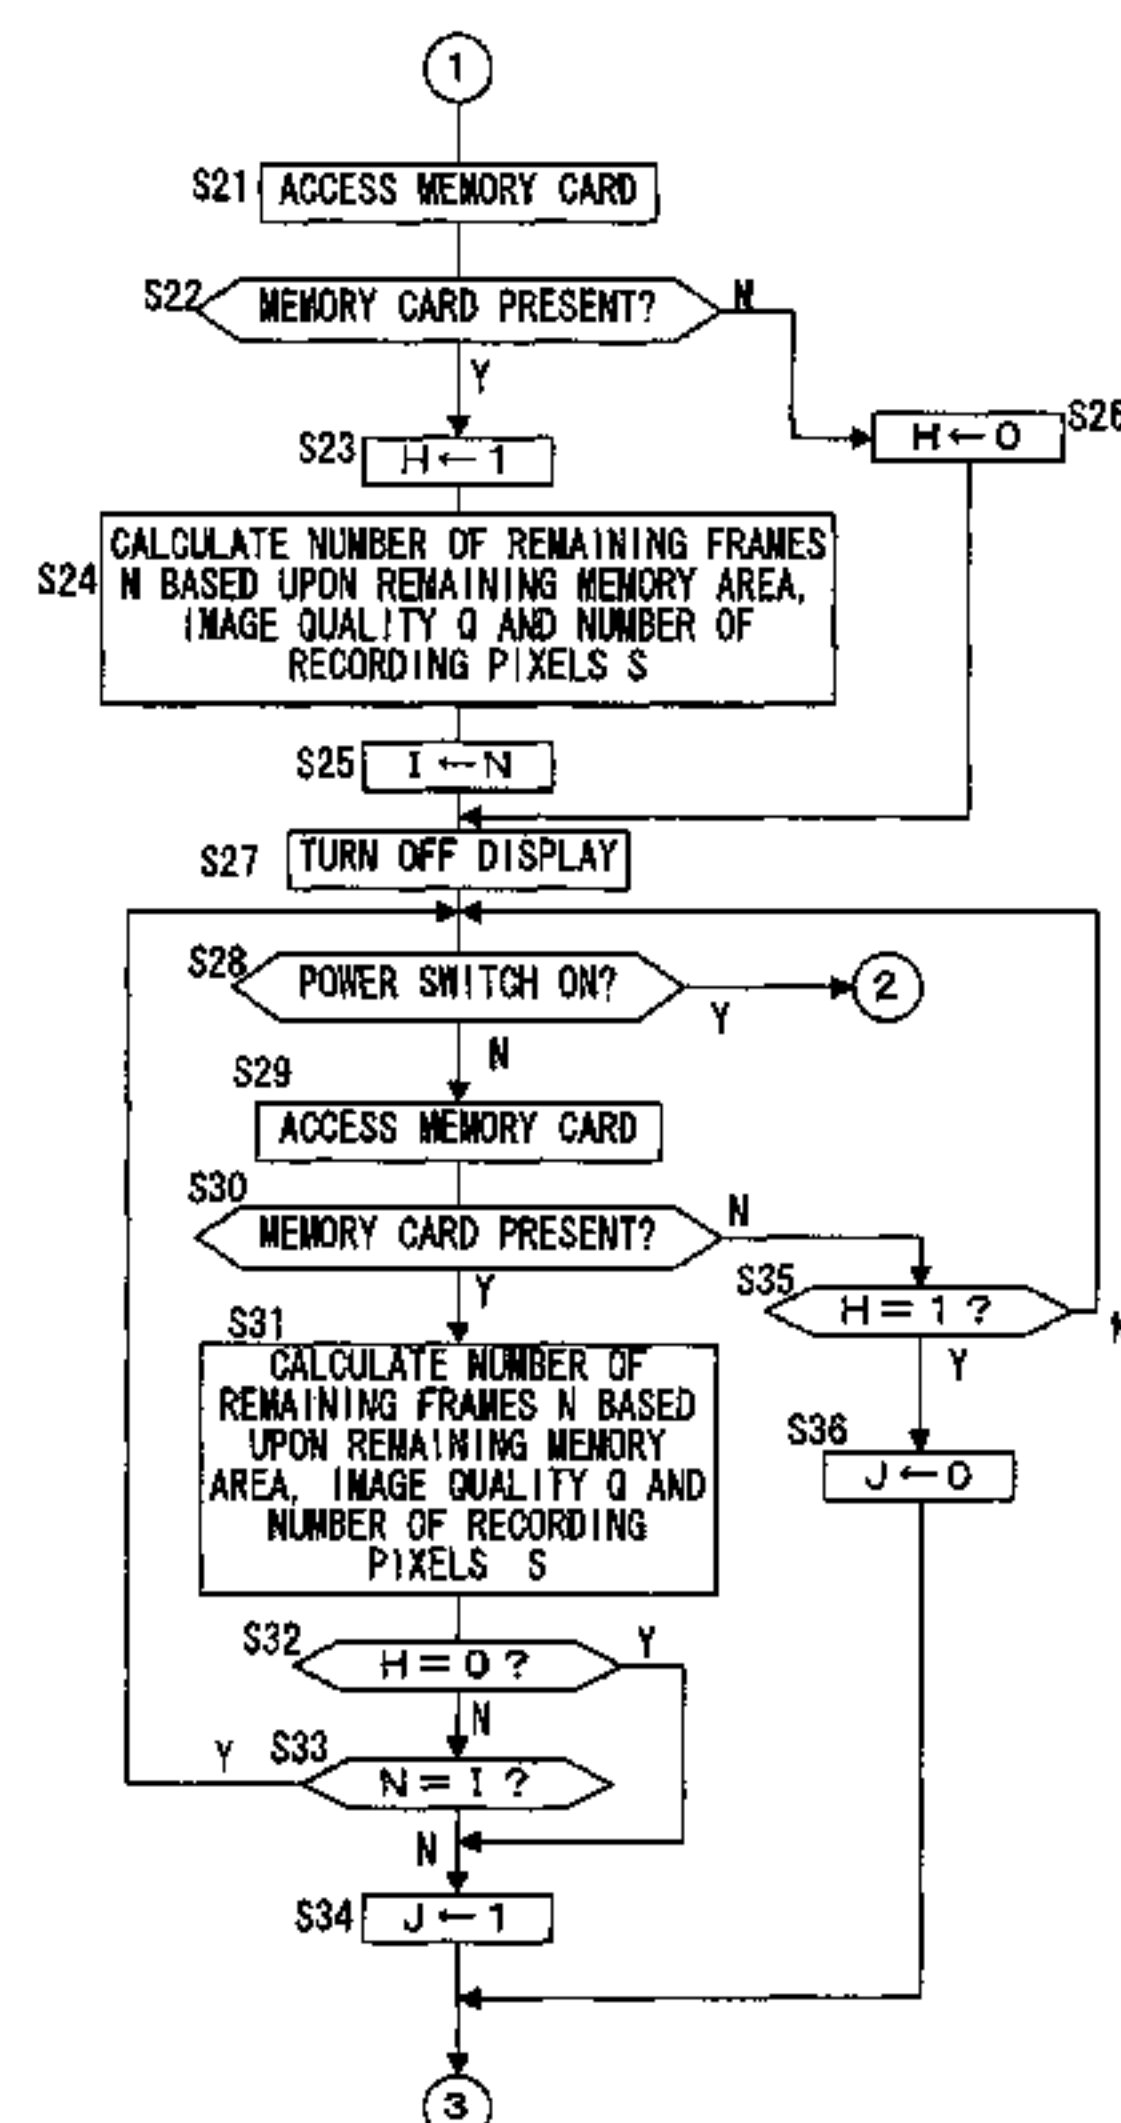 1
S21 ACCESS MEMORY CARD
S22 MEMORY CARD PRESENT? N
Y
S23 H←1
H←0 S26
S24 CALCULATE NUMBER OF REMAINING FRAMES
N BASED UPON REMAINING MEMORY AREA,
IMAGE QUALITY Q AND NUMBER OF
RECORDING PIXELS S
S25 I←N
S27 TURN OFF DISPLAY
S28 POWER SWITCH ON? Y 2
N
S29
ACCESS MEMORY CARD
S30
MEMORY CARD PRESENT? N
Y
S35 H=1? N
Y
S31
CALCULATE NUMBER OF
REMAINING FRAMES N BASED
UPON REMAINING MEMORY
AREA, IMAGE QUALITY Q AND
NUMBER OF RECORDING
PIXELS S
S36
J←0
S32 H=0? Y
N
Y S33 N=I?
N
S34 J←1
3